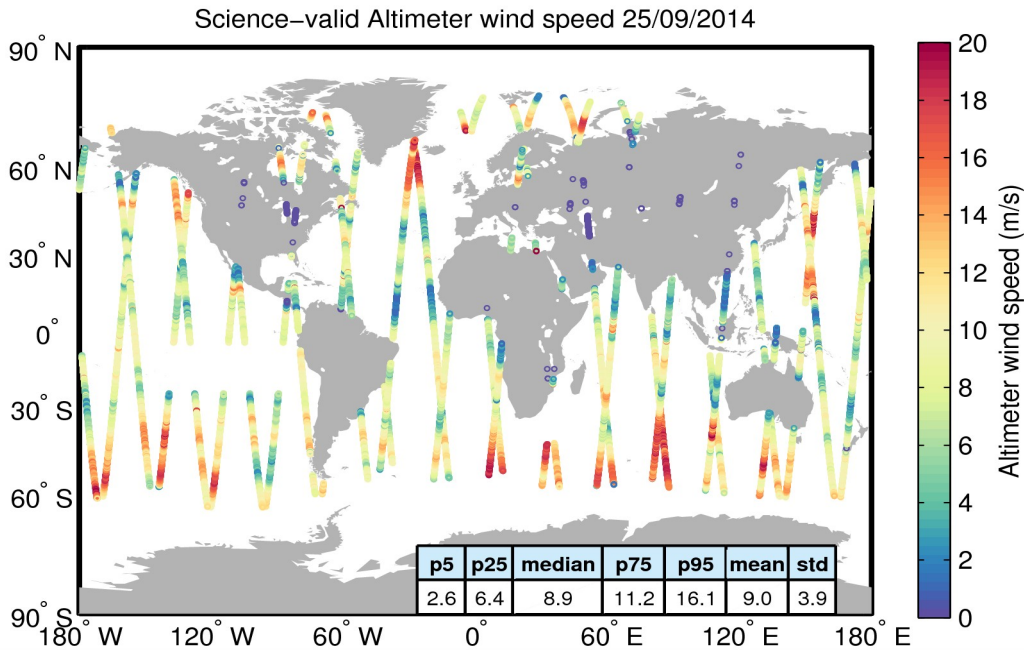 Science−valid Altimeter wind speed 25/09/2014
90° N
60° N
30° N
0°
30° S
60° S
90° S
180° W
120° W
60° W
0°
60° E
120° E
180° E
p5 p25 median p75 p95 mean std
2.6 6.4 8.9 11.2 16.1 9.0 3.9
20
18
16
14
12
10
8
6
4
2
0
Altimeter wind speed (m/s)